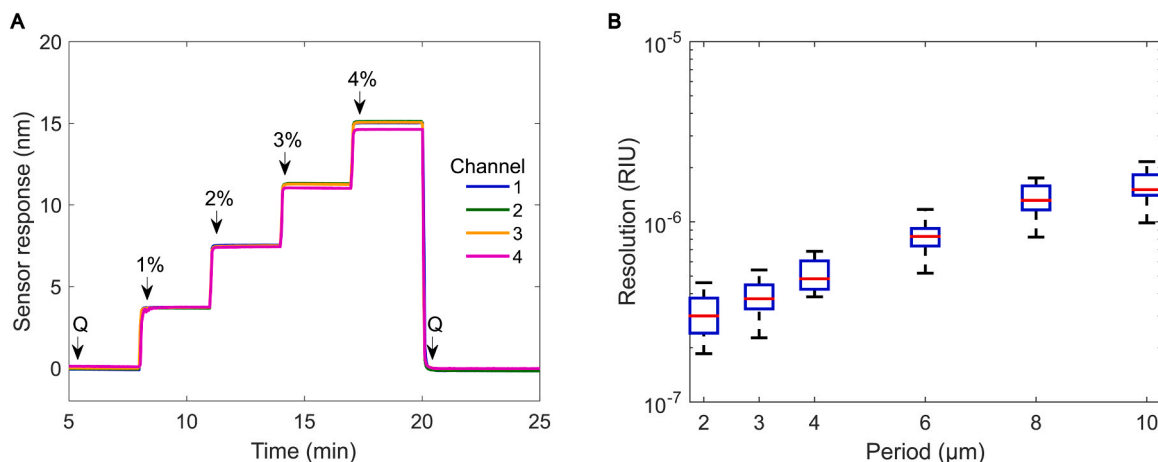 A
Sensor response (nm)
20
15
10
5
0
Q
1%
2%
3%
4%
Q
Channel
1
2
3
4
5 10 15 20 25
Time (min)
B
Resolution (RIU)
10-5
10-6
10-7
2 3 4 6 8 10
Period (µm)